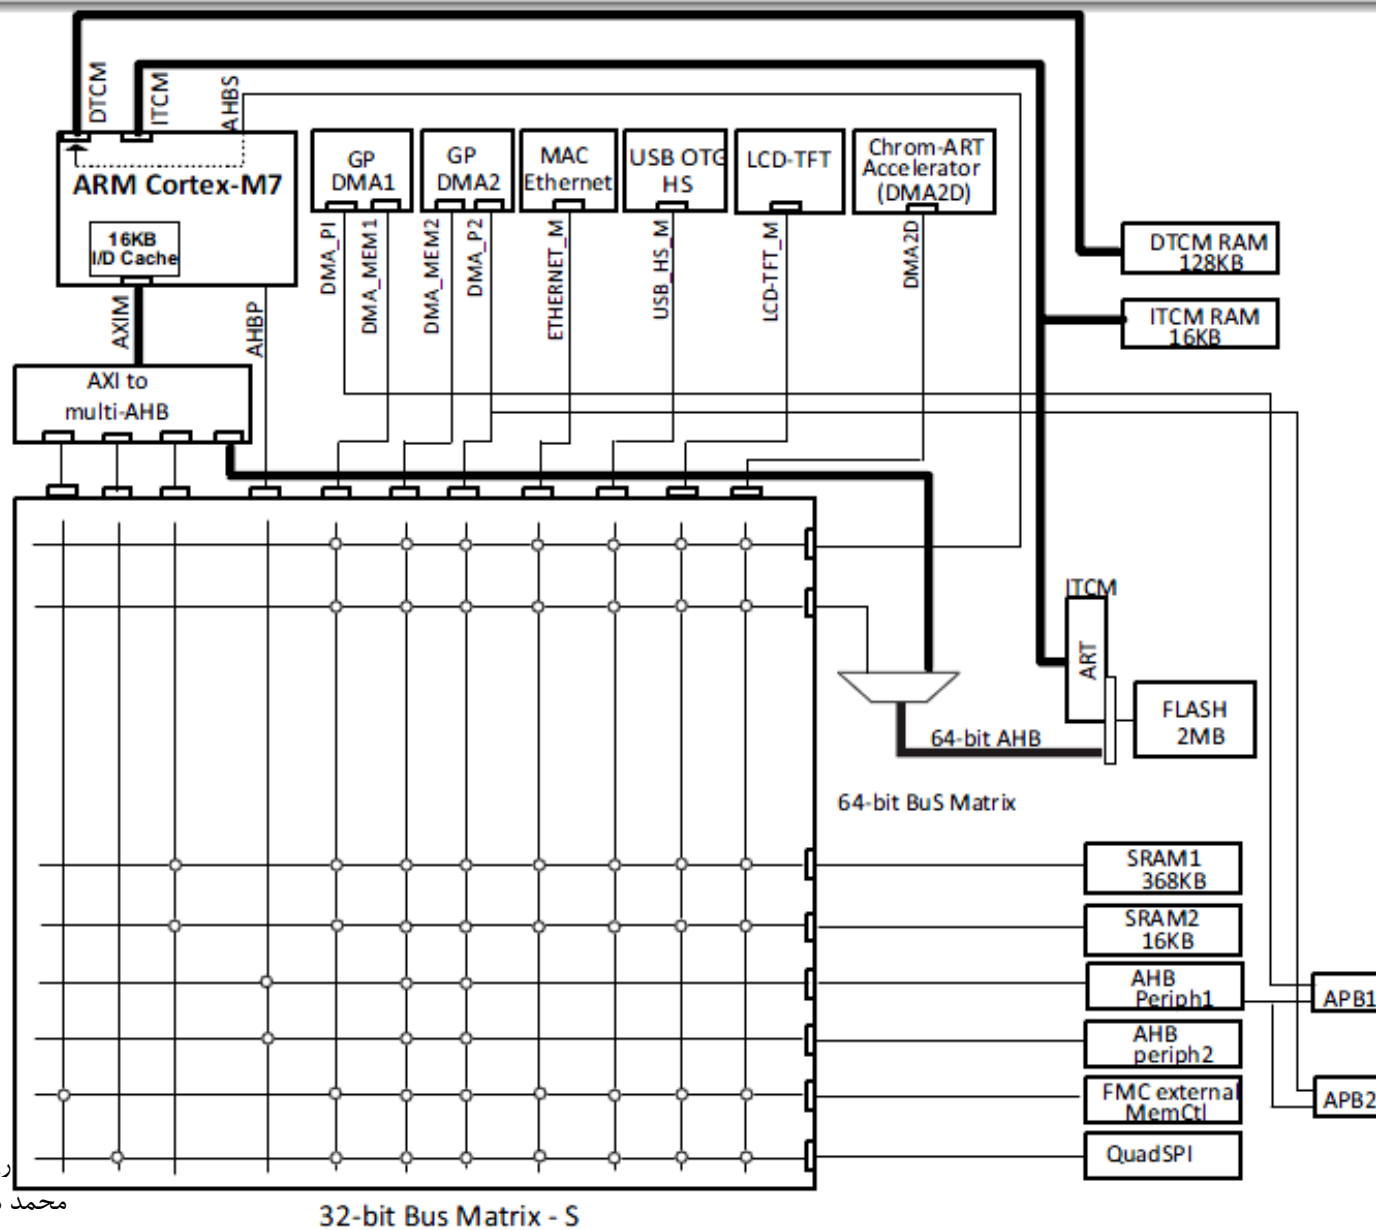 DTCM
ITCM
AHBS
ARM Cortex-M7
16KB
I/D Cache
GP
DMA1
GP
DMA2
MAC
Ethernet
USB OTG
HS
LCD-TFT
Chrom-ART
Accelerator
(DMA2D)
DTCM RAM
128KB
ITCM RAM
16KB
AXIM
AHBP
DMA_PI
DMA_MEM1
DMA_MEM2
DMA_P2
ETHERNET_M
USB_HS_M
LCD-TFT_M
DMA2D
AXI to
multi-AHB
ITCM
ART
FLASH
2MB
64-bit AHB
64-bit BuS Matrix
SRAM1
368KB
SRAM2
16KB
AHB
Periph1
APB1
AHB
periph2
FMC external
MemCtl
APB2
QuadSPI
محمد
32-bit Bus Matrix - S